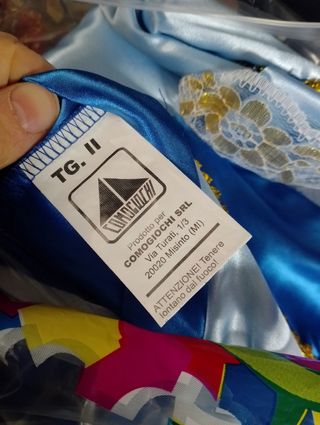 TG. II
COMOGIOCHI
Prodotto per
COMOGIOCHI SRL
Via Turati, 1/3
20020 Misinto (MI)
ATTENZIONE! Tenere
lontano dal fuoco!